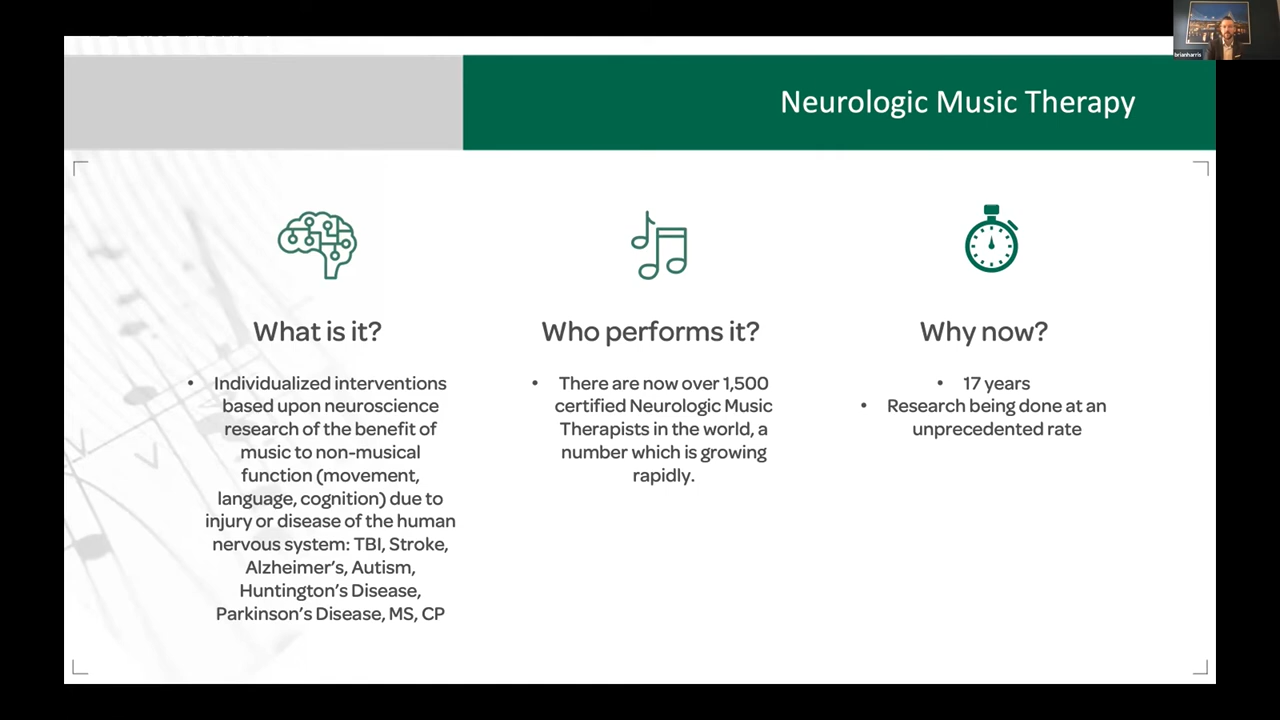 brianharris
Neurologic Music Therapy
What is it?
• Individualized interventions
based upon neuroscience
research of the benefit of
music to non-musical
function (movement,
language, cognition) due to
injury or disease of the human
nervous system: TBI, Stroke,
Alzheimer's, Autism,
Huntington's Disease,
Parkinson's Disease, MS, CP
Who performs it?
• There are now over 1,500
certified Neurologic Music
Therapists in the world, a
number which is growing
rapidly.
Why now?
• 17 years
• Research being done at an
unprecedented rate